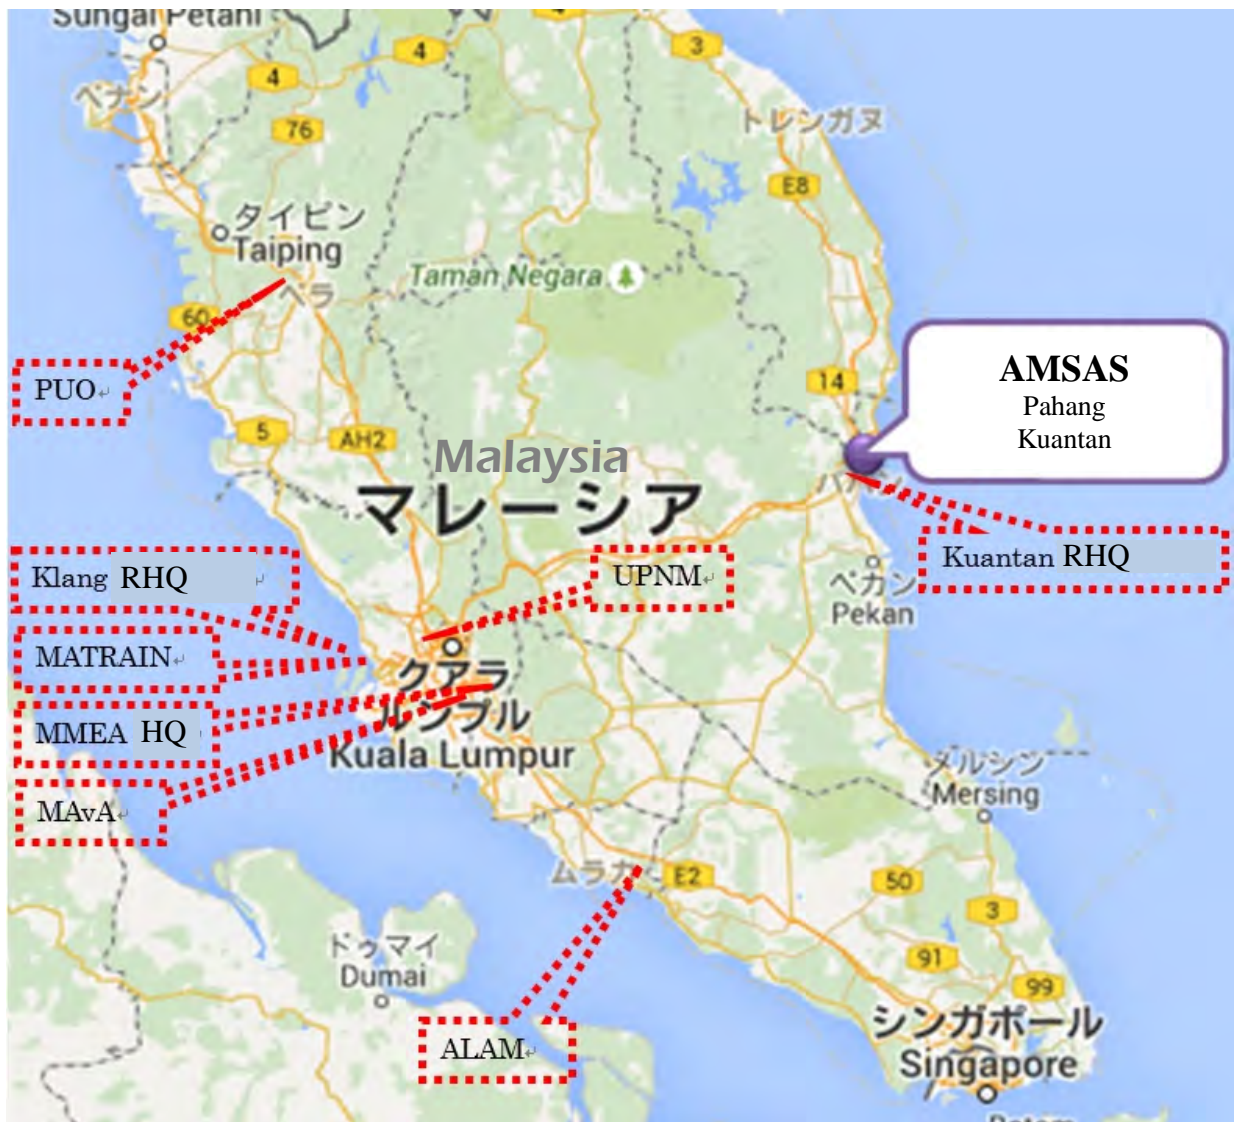 Sungai Petani
4
3
4
ペナン
76
トレンガヌ
E8
タイピン
Taiping
Taman Negara
ペラ
60
PUO
14
AMSAS
Pahang
Kuantan
5
AH2
Malaysia
マレーシア
パハン
Kuantan RHQ
Klang RHQ
UPNM
ペカン
Pekan
MATRAIN
クアラ
ルンプル
Kuala Lumpur
MMEA HQ
メルシン
Mersing
MAvA
ムラカ
E2
50
3
ドゥマイ
Dumai
91
99
シンガポール
Singapore
ALAM